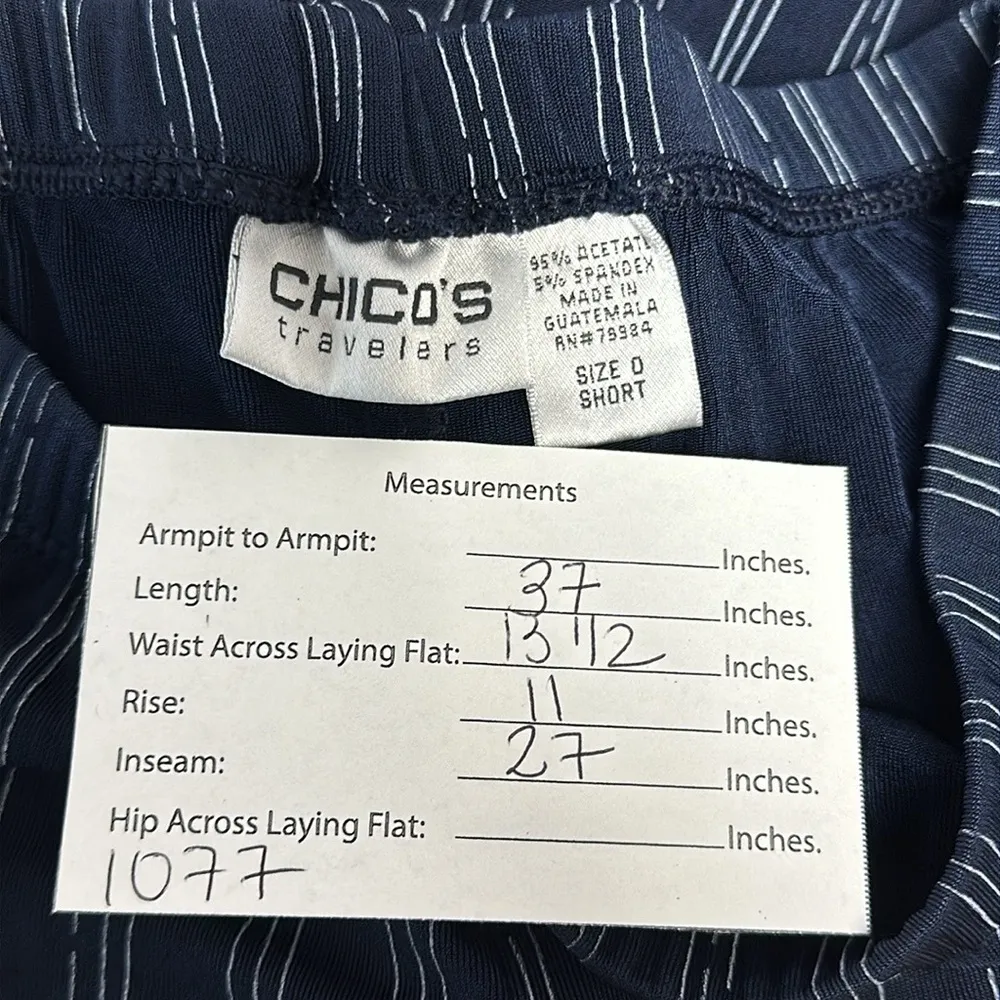 CHICO'S
travelers
95% ACETATE
5% SPANDEX
MADE IN
GUATEMALA
RN#79984
SIZE 0
SHORT
Measurements
Armpit to Armpit: Inches.
Length: 37 Inches.
Waist Across Laying Flat: 13 1/2 Inches.
Rise: 11 Inches.
Inseam: 27 Inches.
Hip Across Laying Flat: Inches.
1077